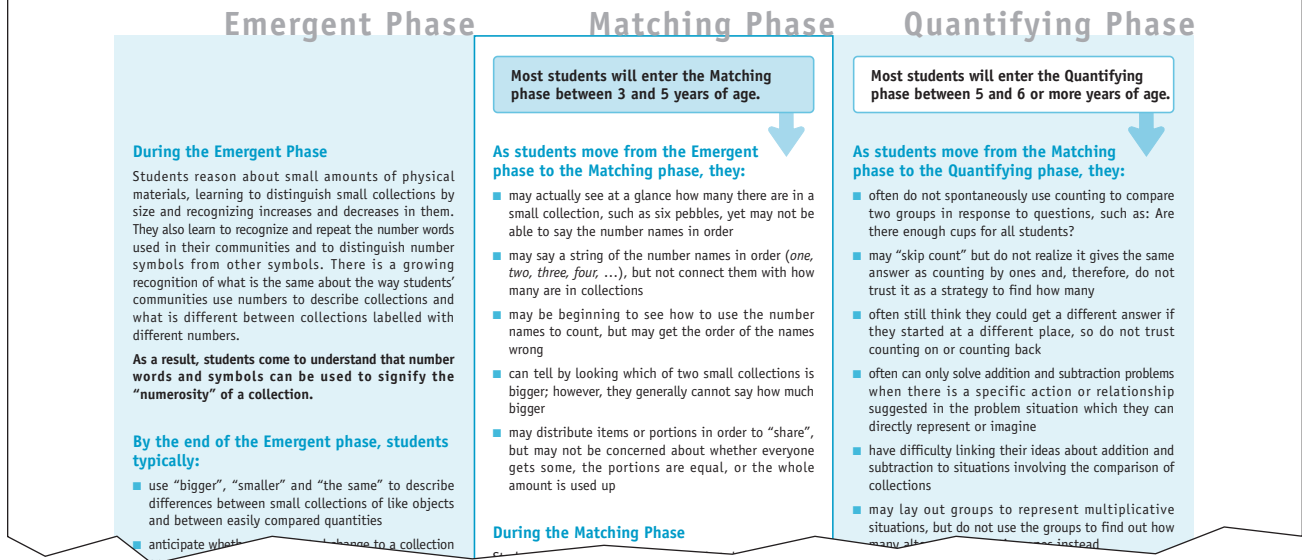 Emergent Phase
Matching Phase
Quantifying Phase
During the Emergent Phase
Students reason about small amounts of physical
materials, learning to distinguish small collections by
size and recognizing increases and decreases in them.
They also learn to recognize and repeat the number words
used in their communities and to distinguish number
symbols from other symbols. There is a growing
recognition of what is the same about the way students’
communities use numbers to describe collections and
what is different between collections labelled with
different numbers.
As a result, students come to understand that number
words and symbols can be used to signify the
“numerosity” of a collection.
By the end of the Emergent phase, students
typically:
■ use “bigger”, “smaller” and “the same” to describe
differences between small collections of like objects
and between easily compared quantities
■ anticipate change to a collection
Most students will enter the Matching
phase between 3 and 5 years of age.
As students move from the Emergent
phase to the Matching phase, they:
■ may actually see at a glance how many there are in a
small collection, such as six pebbles, yet may not be
able to say the number names in order
■ may say a string of the number names in order (one,
two, three, four, …), but not connect them with how
many are in collections
■ may be beginning to see how to use the number
names to count, but may get the order of the names
wrong
■ can tell by looking which of two small collections is
bigger; however, they generally cannot say how much
bigger
■ may distribute items or portions in order to “share”,
but may not be concerned about whether everyone
gets some, the portions are equal, or the whole
amount is used up
During the Matching Phase
Most students will enter the Quantifying
phase between 5 and 6 or more years of age.
As students move from the Matching
phase to the Quantifying phase, they:
■ often do not spontaneously use counting to compare
two groups in response to questions, such as: Are
there enough cups for all students?
■ may “skip count” but do not realize it gives the same
answer as counting by ones and, therefore, do not
trust it as a strategy to find how many
■ often still think they could get a different answer if
they started at a different place, so do not trust
counting on or counting back
■ often can only solve addition and subtraction problems
when there is a specific action or relationship
suggested in the problem situation which they can
directly represent or imagine
■ have difficulty linking their ideas about addition and
subtraction to situations involving the comparison of
collections
■ may lay out groups to represent multiplicative
situations, but do not use the groups to find out how
many instead